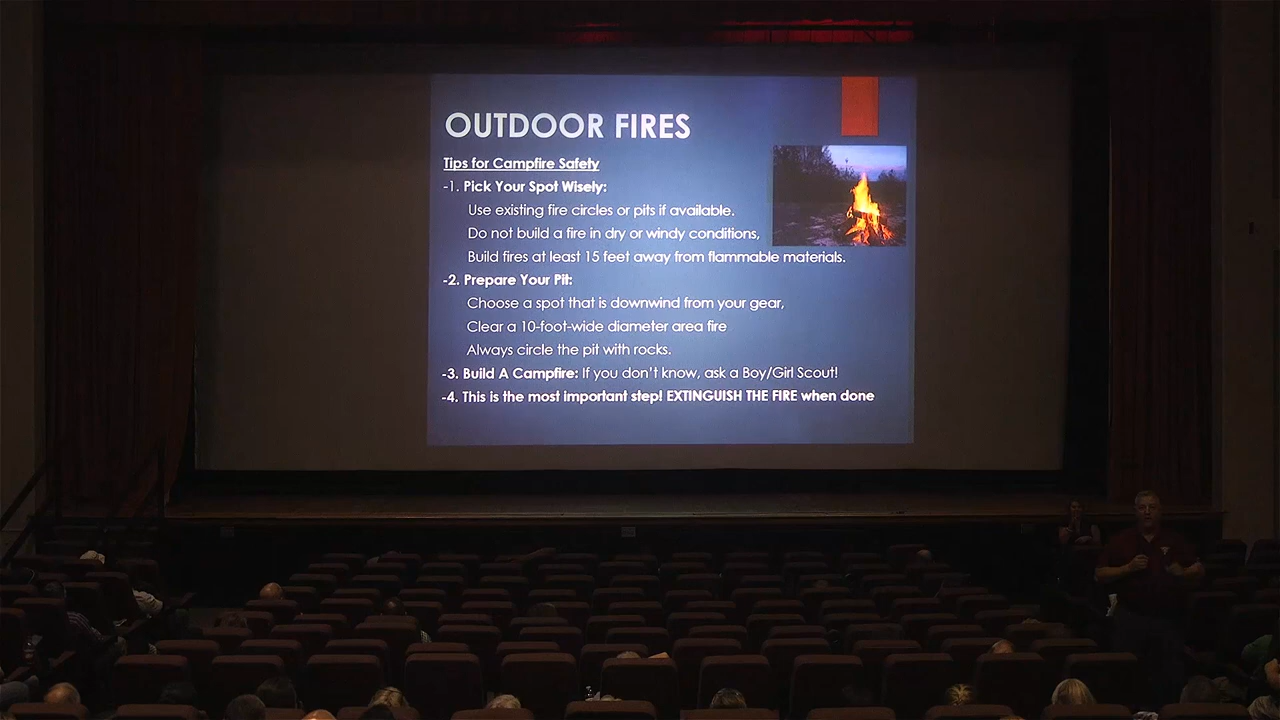 OUTDOOR FIRES
Tips for Campfire Safety
-1. Pick Your Spot Wisely:
Use existing fire circles or pits if available.
Do not build a fire in dry or windy conditions,
Build fires at least 15 feet away from flammable materials.
-2. Prepare Your Pit:
Choose a spot that is downwind from your gear,
Clear a 10-foot-wide diameter area fire
Always circle the pit with rocks.
-3. Build A Campfire: If you don't know, ask a Boy/Girl Scout!
-4. This is the most important step! EXTINGUISH THE FIRE when done